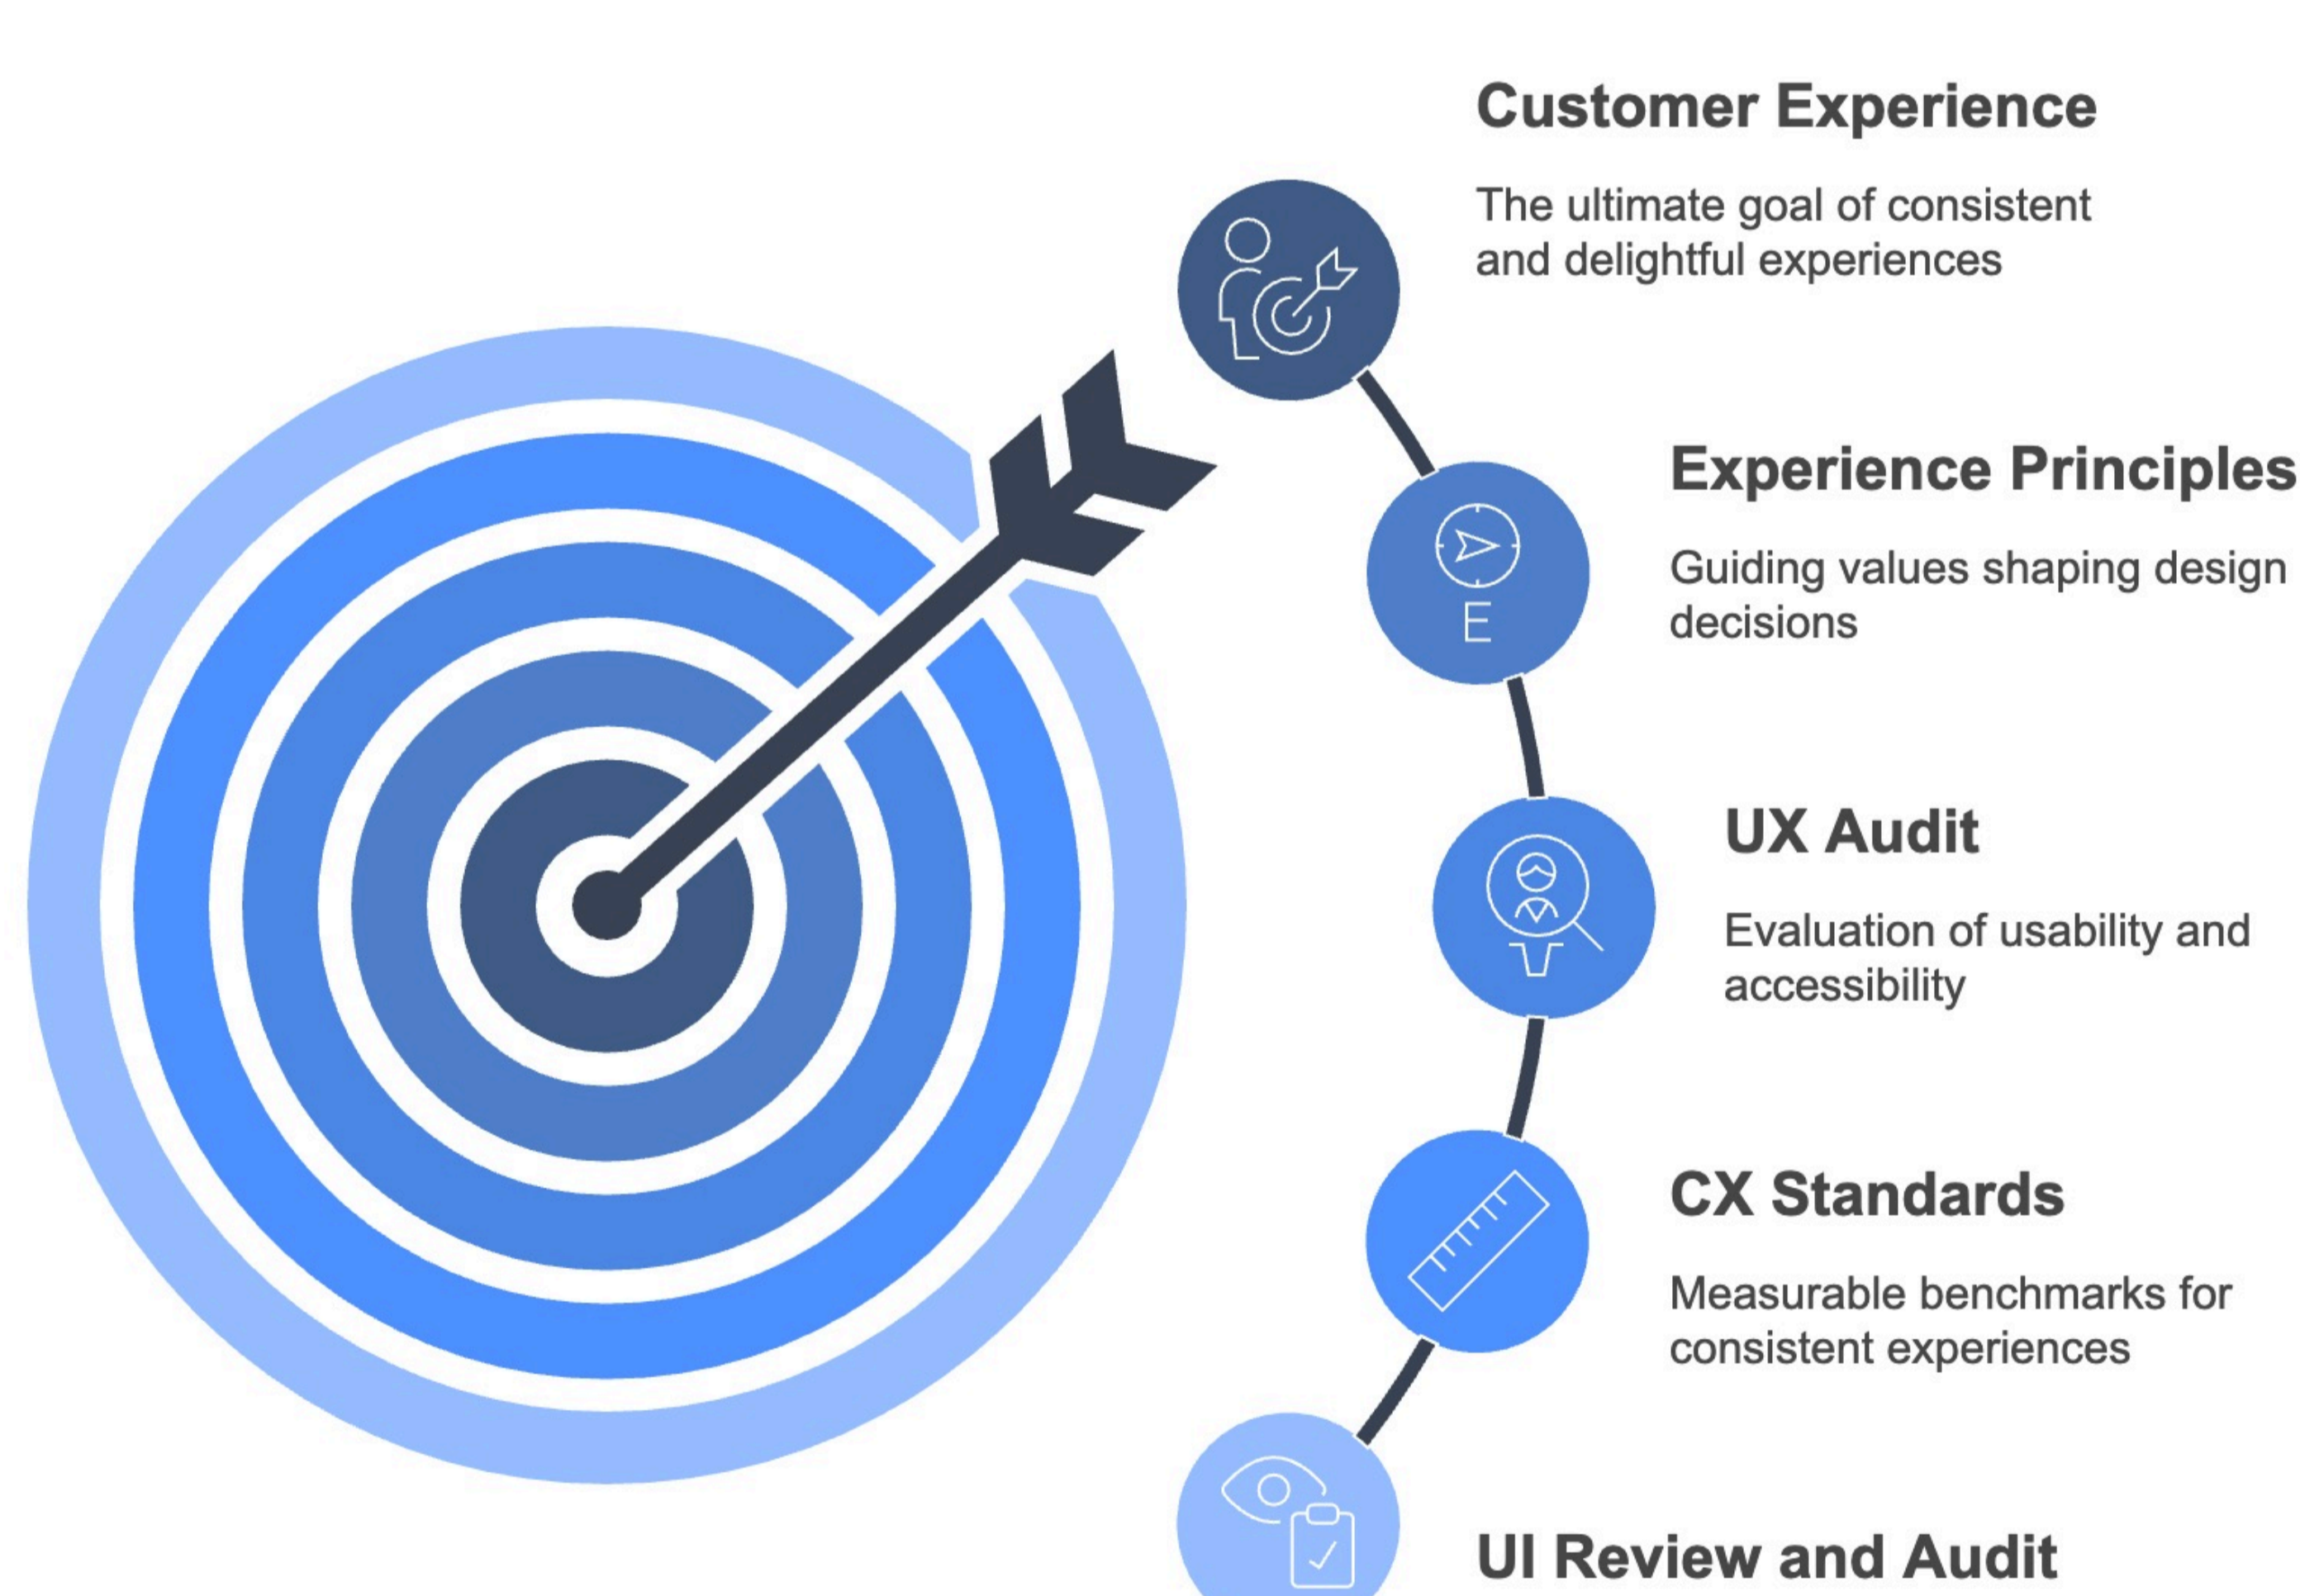 Customer Experience
The ultimate goal of consistent
and delightful experiences
Experience Principles
Guiding values shaping design
decisions
E
UX Audit
Evaluation of usability and
accessibility
CX Standards
Measurable benchmarks for
consistent experiences
UI Review and Audit